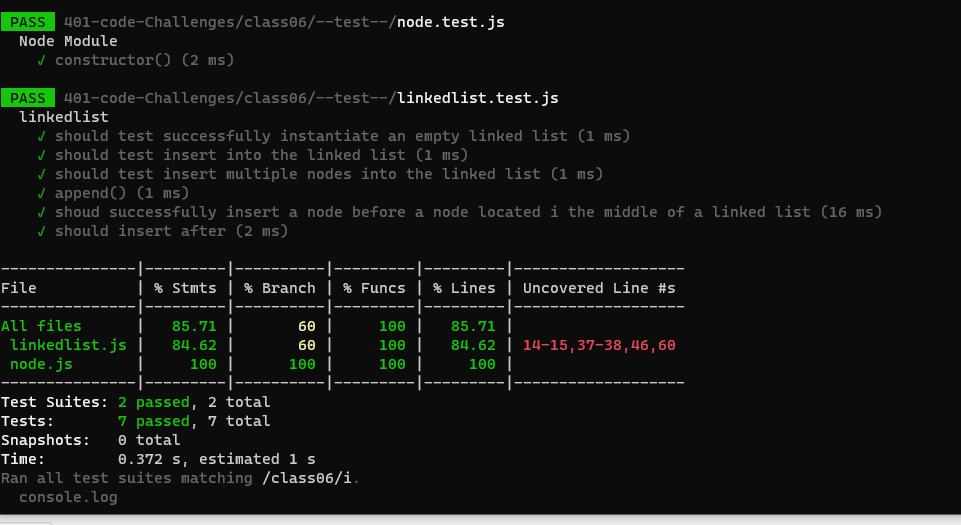 PASS 401-code-Challenges/class06/--test--/node.test.js
Node Module
√ constructor() (2 ms)
PASS 401-code-Challenges/class06/--test--/linkedlist.test.js
linkedlist
√ should test successfully instantiate an empty linked list (1 ms)
√ should test insert into the linked list (1 ms)
√ should test insert multiple nodes into the linked list (1 ms)
√ append() (1 ms)
√ shoud successfully insert a node before a node located i the middle of a linked list (16 ms)
√ should insert after (2 ms)
---------------|---------|----------|---------|---------|-------------------
File           | % Stmts | % Branch | % Funcs | % Lines | Uncovered Line #s
---------------|---------|----------|---------|---------|-------------------
All files      |   85.71 |       60 |     100 |   85.71 |
linkedlist.js |   84.62 |       60 |     100 |   84.62 | 14-15,37-38,46,60
node.js       |     100 |      100 |     100 |     100 |
---------------|---------|----------|---------|---------|-------------------
Test Suites: 2 passed, 2 total
Tests:       7 passed, 7 total
Snapshots:   0 total
Time:        0.372 s, estimated 1 s
Ran all test suites matching /class06/i.
console.log